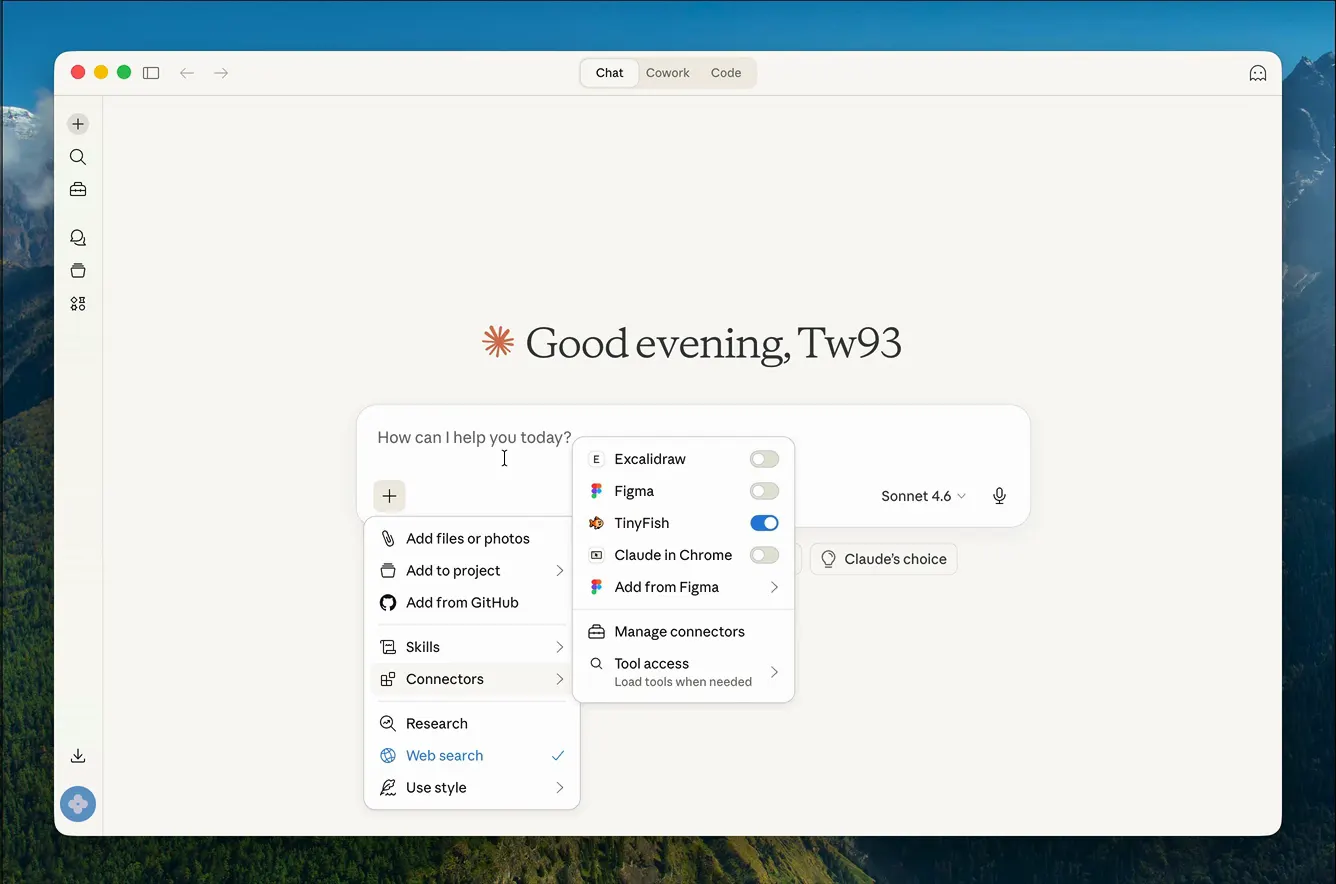 Chat
Cowork
Code
Good evening, Tw93
How can I help you today?
Sonnet 4.6
Claude's choice
Add files or photos
Add to project
Add from GitHub
Skills
Connectors
Research
Web search
Use style
E Excalidraw
Figma
TinyFish
Claude in Chrome
Add from Figma
Manage connectors
Tool access
Load tools when needed